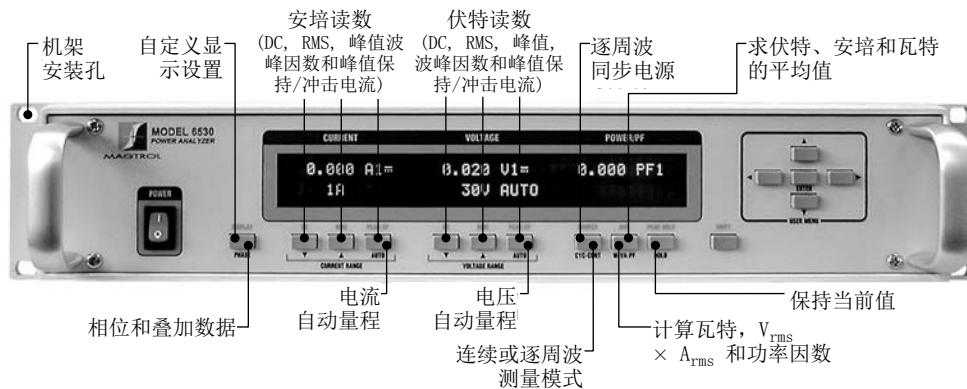 机架
安装孔
自定义显
示设置
安培读数
(DC, RMS, 峰值波
峰因数和峰值保
持/冲击电流)
伏特读数
(DC, RMS, 峰值,
波峰因数和峰值保
持/冲击电流)
逐周波
同步电源
求伏特、安培和瓦特
的平均值
MODEL 6530
POWER ANALYZER
MAGTROL
CURRENT
VOLTAGE
POWER/PF
0.000 A1
0.020 V1
0.000 PF1
1A
30V AUTO
POWER
ENTER
USER MENU
DISPLAY
PEAK HOLD
SHIFT
PHASE
AUTO
CURRENT RANGE
AUTO
VOLTAGE RANGE
CYC-CONT
W-VA-PF
HOLD
相位和叠加数据
电流
自动量程
电压
自动量程
连续或逐周波
测量模式
计算瓦特, Vrms
× Arms 和功率因数
保持当前值